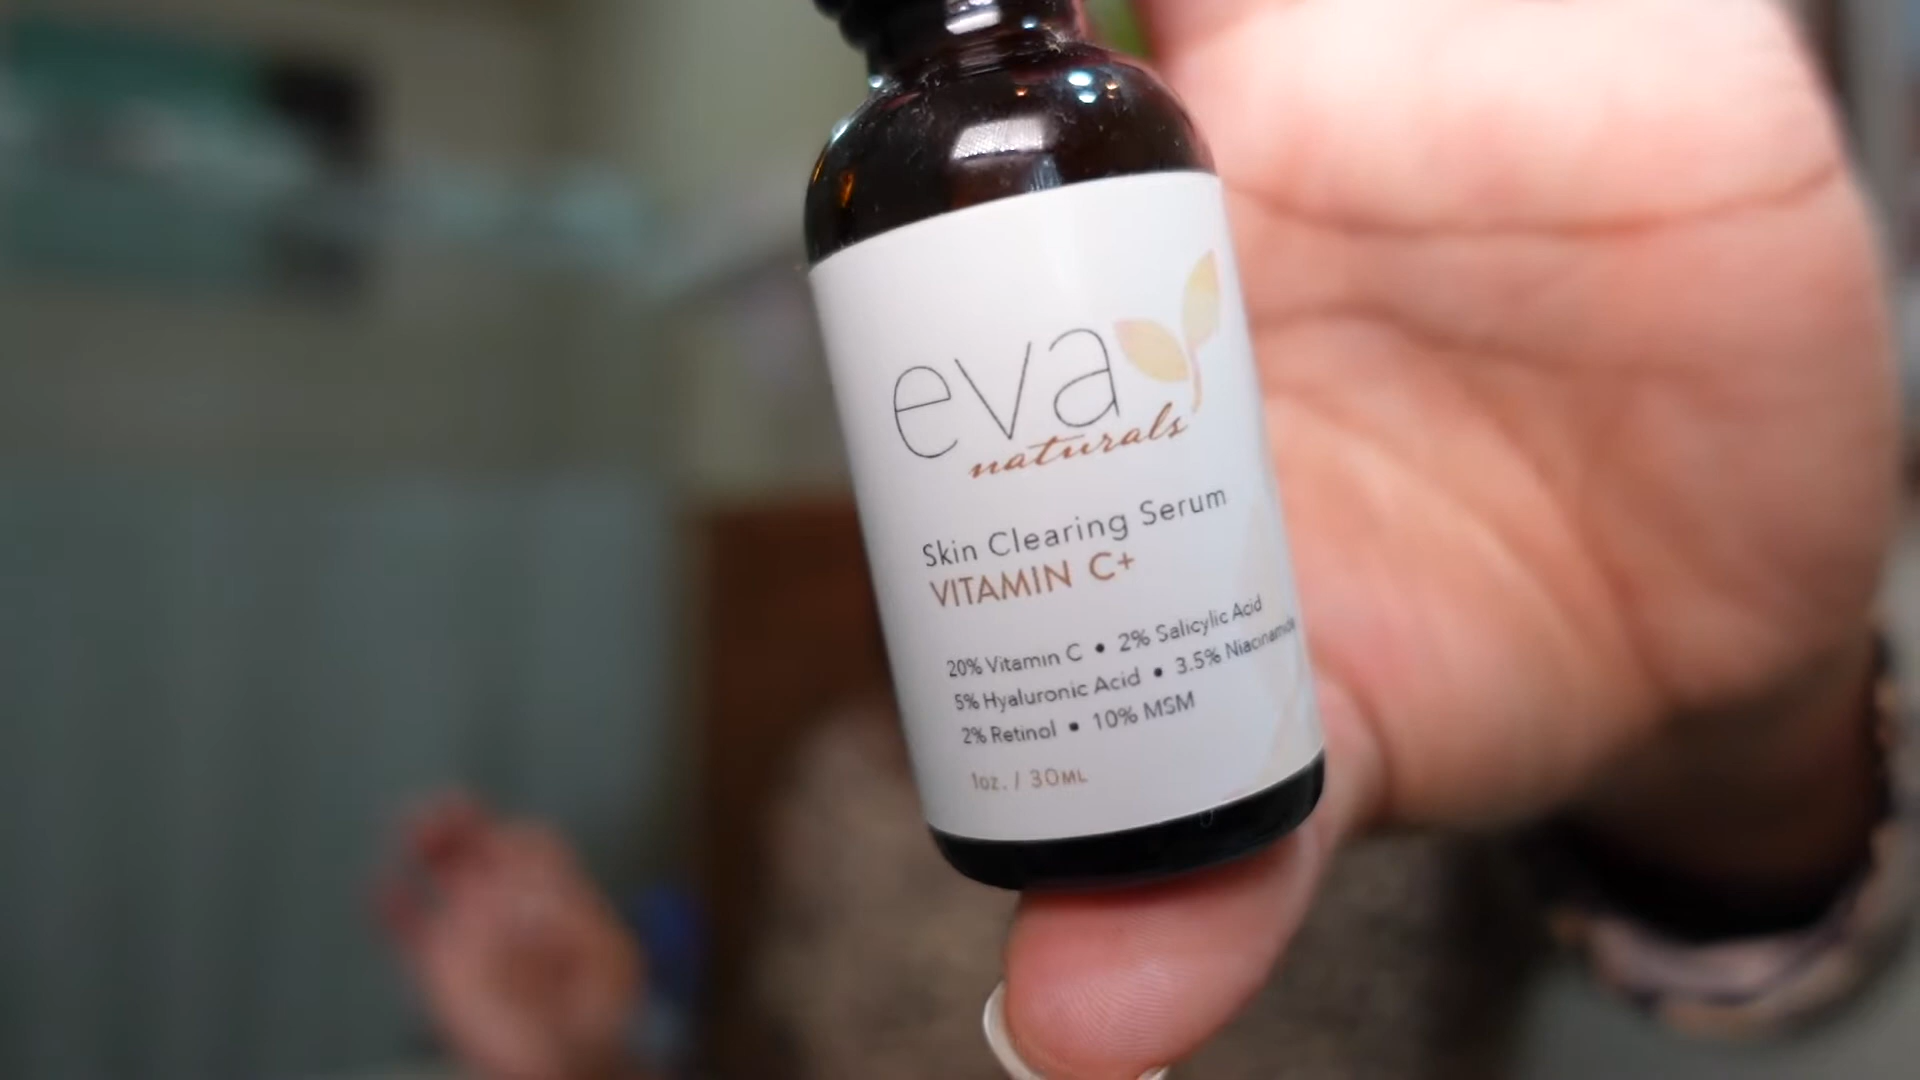 eva
naturals
Skin Clearing Serum
VITAMIN C+
20% Vitamin C • 2% Salicylic Acid
5% Hyaluronic Acid • 3.5% Niacinamide
2% Retinol • 10% MSM
1oz. / 30ML